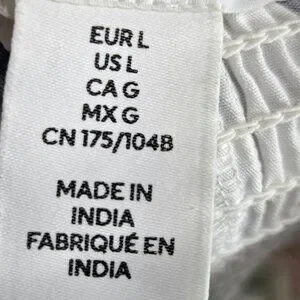 EUR L
US L
CA G
MX G
CN 175/104B
MADE IN
INDIA
FABRIQUÉ EN
INDIA